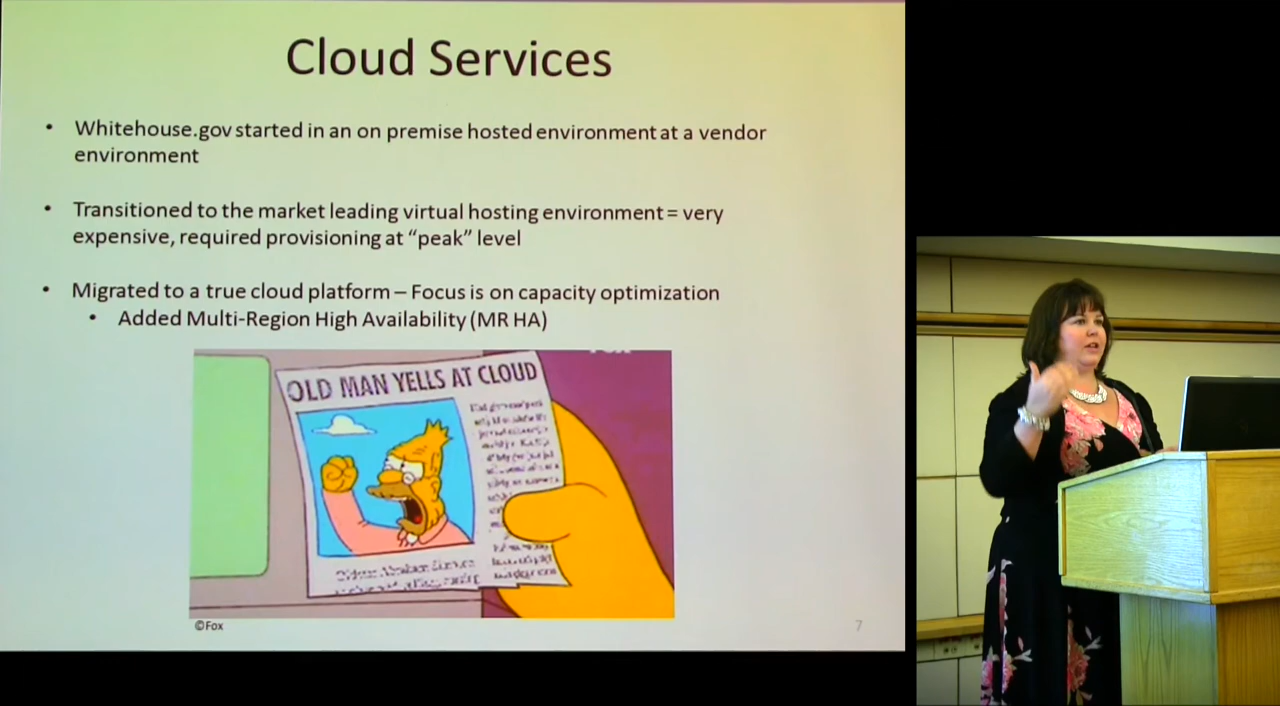 Cloud Services
• Whitehouse.gov started in an on premise hosted environment at a vendor
environment
• Transitioned to the market leading virtual hosting environment = very
expensive, required provisioning at “peak” level
• Migrated to a true cloud platform – Focus is on capacity optimization
• Added Multi-Region High Availability (MR HA)
OLD MAN YELLS AT CLOUD
©Fox
7